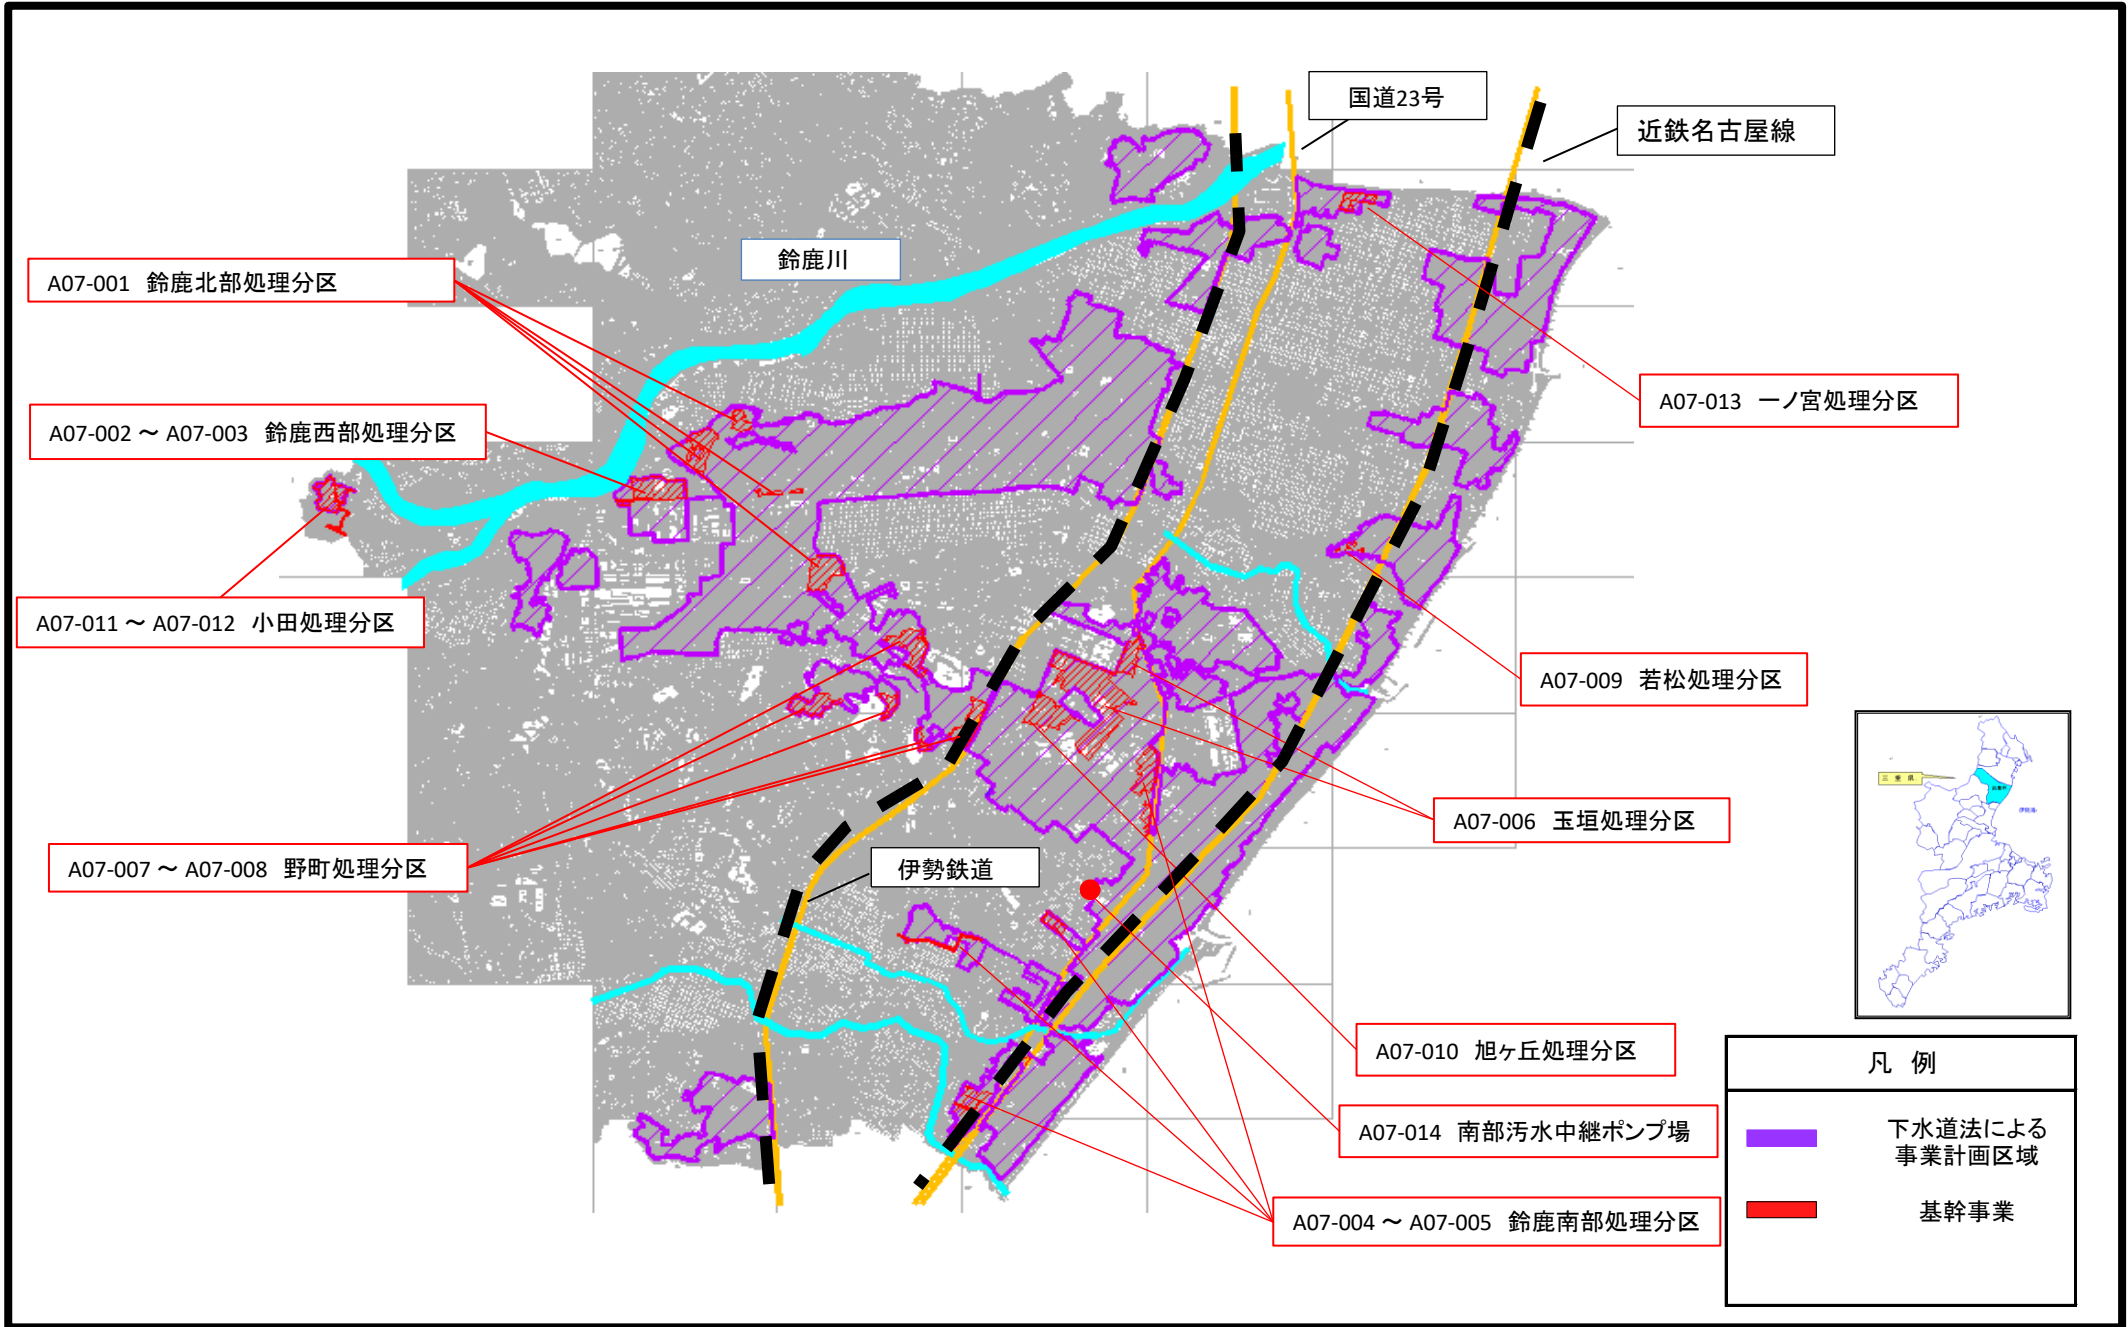 国道23号
近鉄名古屋線
鈴鹿川
A07-001 鈴鹿北部処理分区
A07-013 一ノ宮処理分区
A07-002 ～ A07-003 鈴鹿西部処理分区
A07-011 ～ A07-012 小田処理分区
A07-009 若松処理分区
三重県
A07-006 玉垣処理分区
A07-007 ～ A07-008 野町処理分区
伊勢鉄道
A07-010 旭ヶ丘処理分区
A07-014 南部汚水中継ポンプ場
A07-004 ～ A07-005 鈴鹿南部処理分区
凡 例
下水道法による
事業計画区域
基幹事業